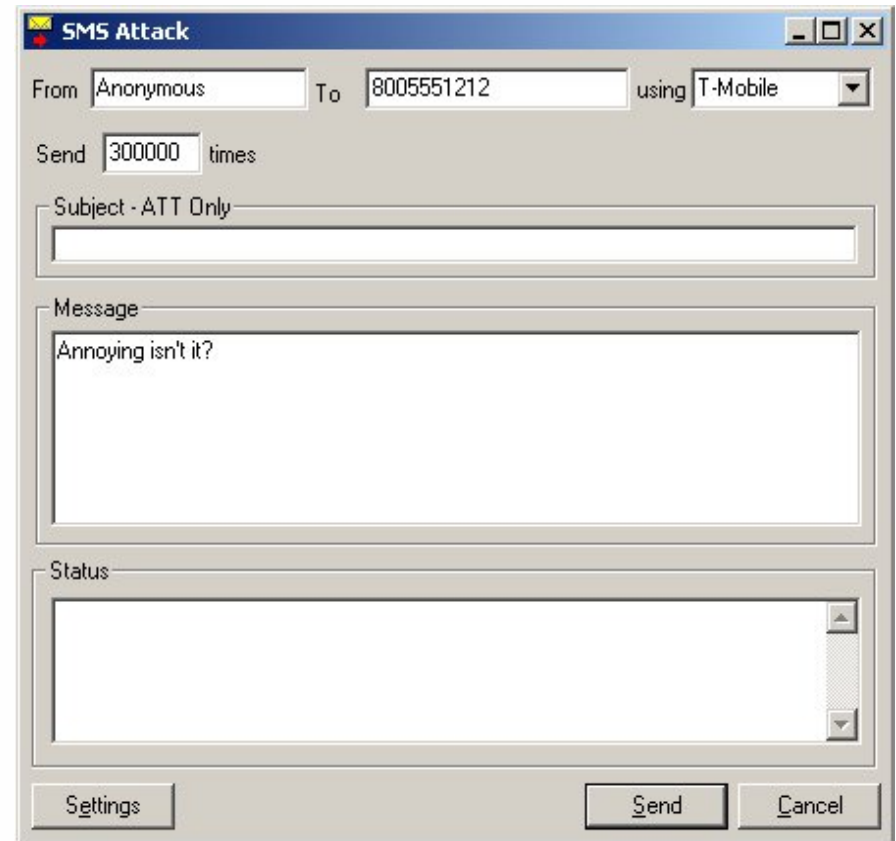 SMS Attack
From Anonymous To 8005551212 using T-Mobile
Send 300000 times
Subject - ATT Only
Message
Annoying isn't it?
Status
Settings Send Cancel